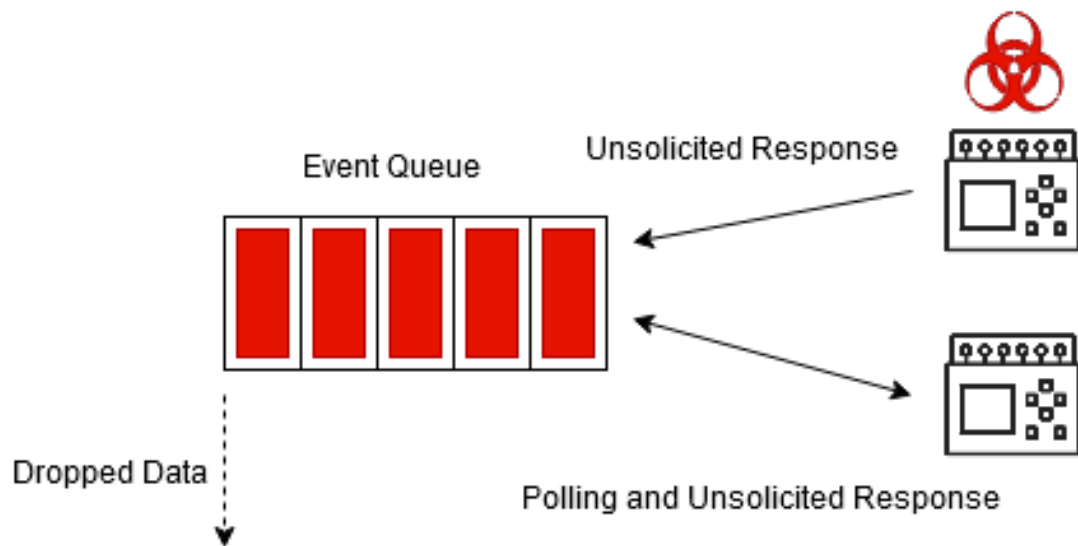 Unsolicited Response
Event Queue
Dropped Data
Polling and Unsolicited Response